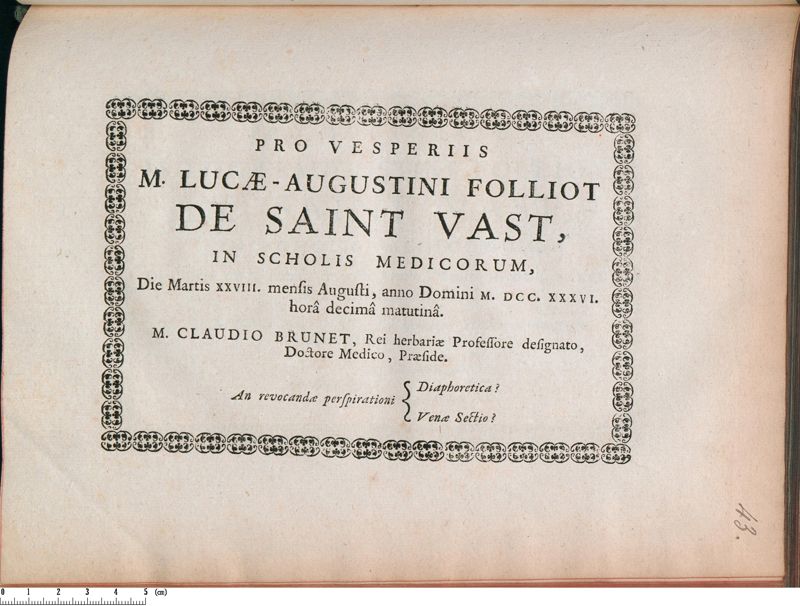 PRO VESPERIIS
M. LUCÆ-AUGUSTINI FOLLIOT
DE SAINT VAST,
IN SCHOLIS MEDICORUM,
Die Martis XXVIII. mensis Augusti, anno Domini M. DCC. XXXVI.
horâ decimâ matutinâ.
M. CLAUDIO BRUNET, Rei herbariæ Professore designato,
Doctore Medico, Præside.
An revocandæ perspirationi { Diaphoretica?
Venæ Sectio?
43.
0 1 2 3 4 5 (cm)